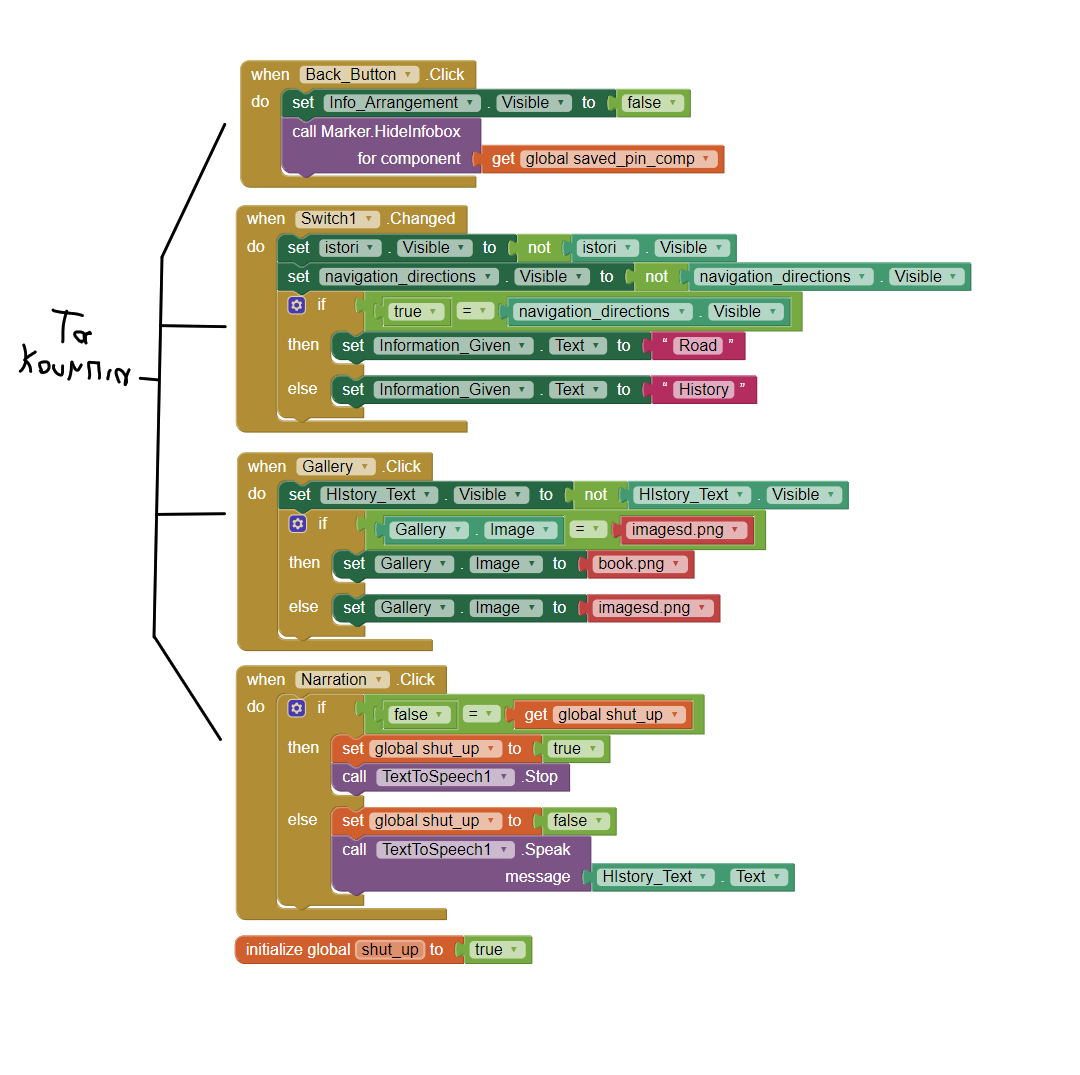 when Back_Button .Click
do set Info_Arrangement . Visible to false
call Marker.HideInfobox
for component get global saved_pin_comp
when Switch1 .Changed
do set istori . Visible to not istori . Visible
set navigation_directions . Visible to not navigation_directions . Visible
if true = navigation_directions . Visible
then set Information_Given . Text to “ Road ”
else set Information_Given . Text to “ History ”
Τα
κουμπια
when Gallery .Click
do set HIstory_Text . Visible to not HIstory_Text . Visible
if Gallery . Image = imagesd.png
then set Gallery . Image to book.png
else set Gallery . Image to imagesd.png
when Narration .Click
do if false = get global shut_up
then set global shut_up to true
call TextToSpeech1 .Stop
else set global shut_up to false
call TextToSpeech1 .Speak
message HIstory_Text . Text
initialize global shut_up to true